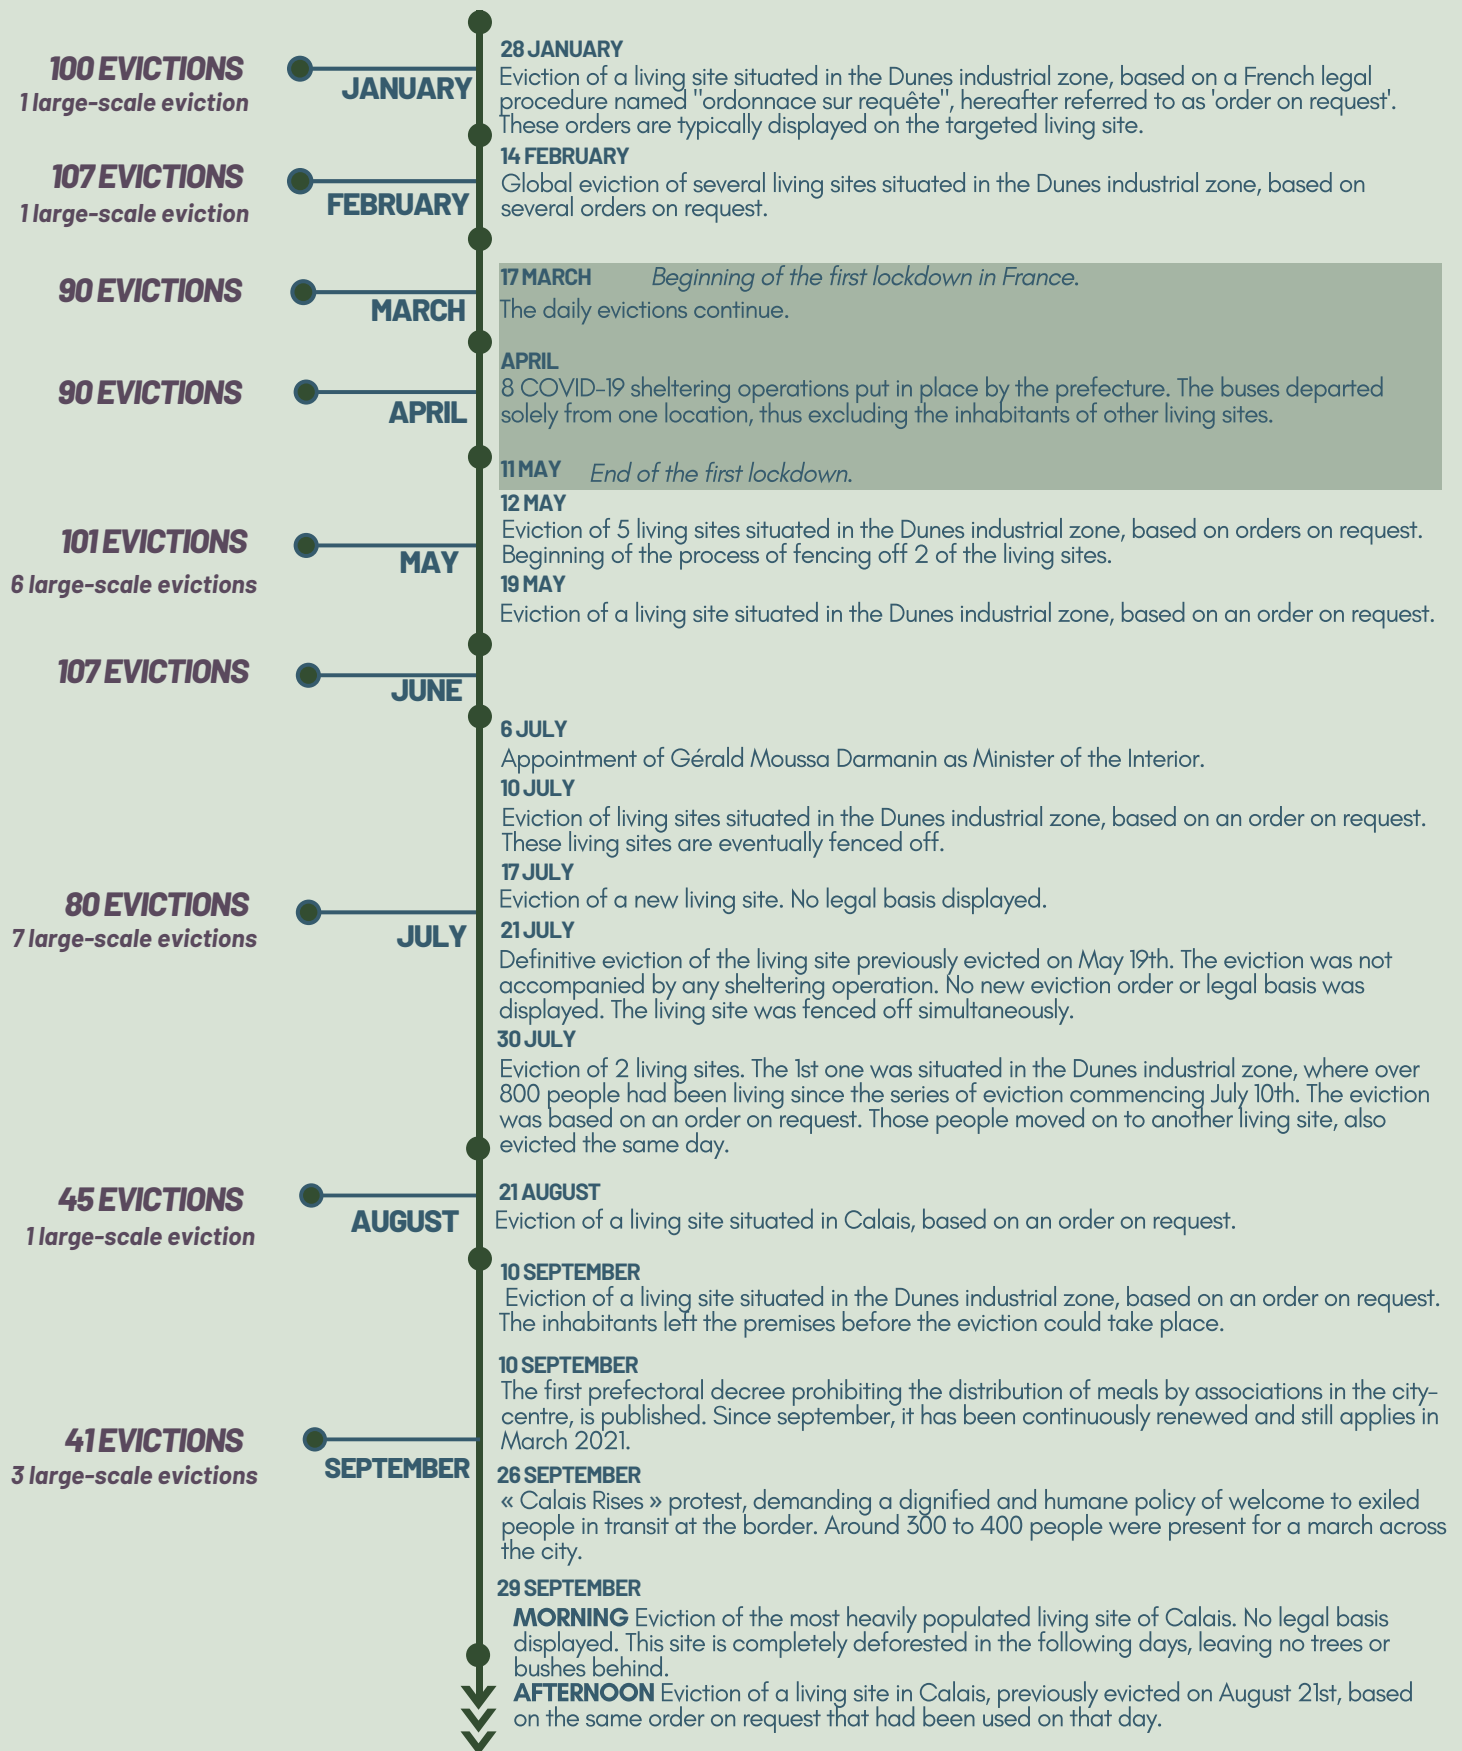 100 EVICTIONS
1 large-scale eviction
JANUARY
28 JANUARY
Eviction of a living site situated in the Dunes industrial zone, based on a French legal
procedure named "ordonnace sur requête", hereafter referred to as 'order on request'.
These orders are typically displayed on the targeted living site.
107 EVICTIONS
1 large-scale eviction
FEBRUARY
14 FEBRUARY
Global eviction of several living sites situated in the Dunes industrial zone, based on
several orders on request.
90 EVICTIONS
MARCH
17 MARCH Beginning of the first lockdown in France.
The daily evictions continue.
90 EVICTIONS
APRIL
APRIL
8 COVID-19 sheltering operations put in place by the prefecture. The buses departed
solely from one location, thus excluding the inhabitants of other living sites.
11 MAY End of the first lockdown.
101 EVICTIONS
6 large-scale evictions
MAY
12 MAY
Eviction of 5 living sites situated in the Dunes industrial zone, based on orders on request.
Beginning of the process of fencing off 2 of the living sites.
19 MAY
Eviction of a living site situated in the Dunes industrial zone, based on an order on request.
107 EVICTIONS
JUNE
80 EVICTIONS
7 large-scale evictions
JULY
6 JULY
Appointment of Gérald Moussa Darmanin as Minister of the Interior.
10 JULY
Eviction of living sites situated in the Dunes industrial zone, based on an order on request.
These living sites are eventually fenced off.
17 JULY
Eviction of a new living site. No legal basis displayed.
21 JULY
Definitive eviction of the living site previously evicted on May 19th. The eviction was not
accompanied by any sheltering operation. No new eviction order or legal basis was
displayed. The living site was fenced off simultaneously.
30 JULY
Eviction of 2 living sites. The 1st one was situated in the Dunes industrial zone, where over
800 people had been living since the series of eviction commencing July 10th. The eviction
was based on an order on request. Those people moved on to another living site, also
evicted the same day.
45 EVICTIONS
1 large-scale eviction
AUGUST
21 AUGUST
Eviction of a living site situated in Calais, based on an order on request.
41 EVICTIONS
3 large-scale evictions
SEPTEMBER
10 SEPTEMBER
Eviction of a living site situated in the Dunes industrial zone, based on an order on request.
The inhabitants left the premises before the eviction could take place.
10 SEPTEMBER
The first prefectoral decree prohibiting the distribution of meals by associations in the city-
centre, is published. Since september, it has been continuously renewed and still applies in
March 2021.
26 SEPTEMBER
« Calais Rises » protest, demanding a dignified and humane policy of welcome to exiled
people in transit at the border. Around 300 to 400 people were present for a march across
the city.
29 SEPTEMBER
MORNING Eviction of the most heavily populated living site of Calais. No legal basis
displayed. This site is completely deforested in the following days, leaving no trees or
bushes behind.
AFTERNOON Eviction of a living site in Calais, previously evicted on August 21st, based
on the same order on request that had been used on that day.